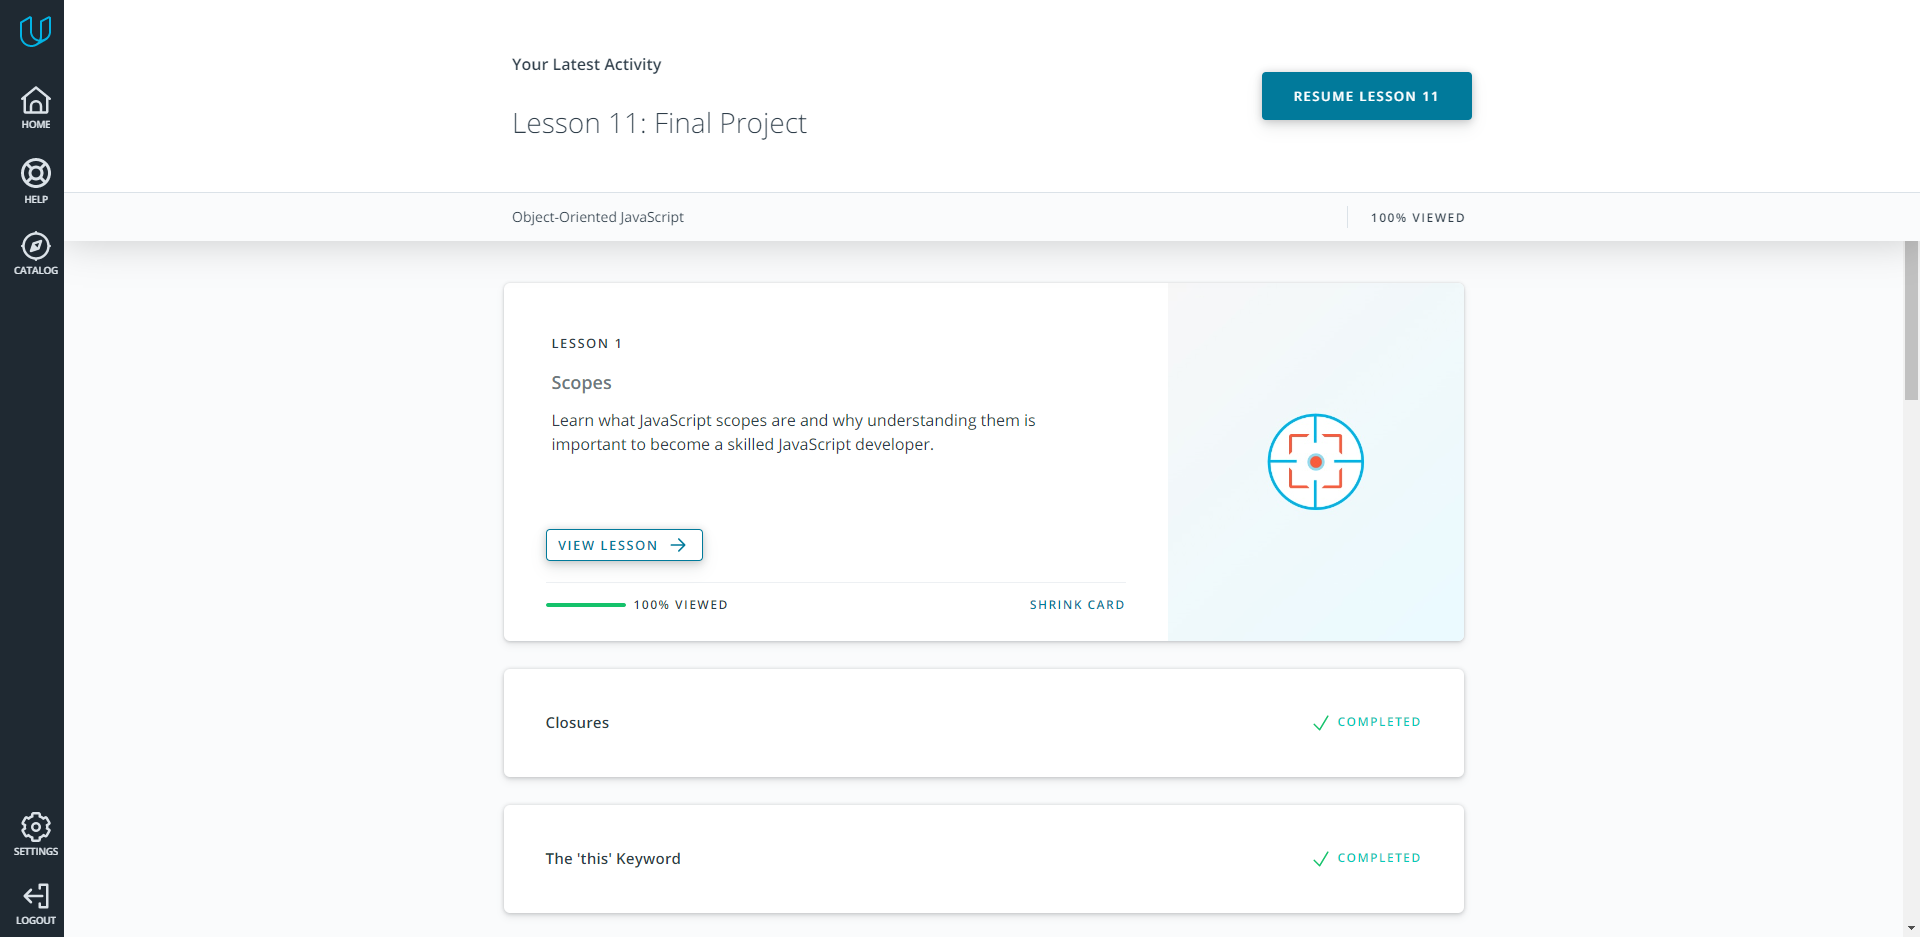 HOME
HELP
CATALOG
SETTINGS
LOGOUT
Your Latest Activity
Lesson 11: Final Project
RESUME LESSON 11
Object-Oriented JavaScript
100% VIEWED
LESSON 1
Scopes
Learn what JavaScript scopes are and why understanding them is
important to become a skilled JavaScript developer.
VIEW LESSON
100% VIEWED
SHRINK CARD
Closures
COMPLETED
The 'this' Keyword
COMPLETED